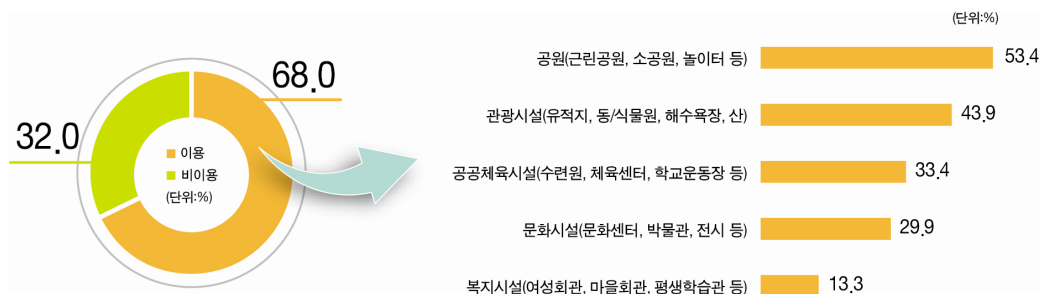 (단위:%)
68.0
32.0
이용
비이용
(단위:%)
공원(근린공원, 소공원, 놀이터 등) 53.4
관광시설(유적지, 동/식물원, 해수욕장, 산) 43.9
공공체육시설(수련원, 체육센터, 학교운동장 등) 33.4
문화시설(문화센터, 박물관, 전시 등) 29.9
복지시설(여성회관, 마을회관, 평생학습관 등) 13.3